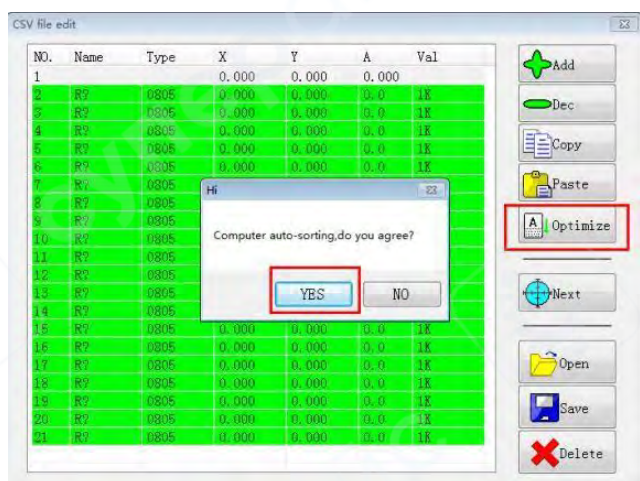 CSV file edit
NO. Name Type X Y A Val
1 0.000 0.000 0.000
2 R? 0805 0.000 0.000 0.0 1K
3 R? 0805 0.000 0.000 0.0 1K
4 R? 0805 0.000 0.000 0.0 1K
5 R? 0805 0.000 0.000 0.0 1K
6 R? 0805 0.000 0.000 0.0 1K
7 R? 0805
8 R? 0805
9 R? 0805
10 R? 0805
11 R? 0805
12 R? 0805
13 R? 0805
14 R? 0805
15 R? 0805 0.000 0.000 0.0 1K
16 R? 0805 0.000 0.000 0.0 1K
17 R? 0805 0.000 0.000 0.0 1K
18 R? 0805 0.000 0.000 0.0 1K
19 R? 0805 0.000 0.000 0.0 1K
20 R? 0805 0.000 0.000 0.0 1K
21 R? 0805 0.000 0.000 0.0 1K
Hi
Computer auto-sorting,do you agree?
YES NO
Add
Dec
Copy
Paste
A Optimize
Next
Open
Save
Delete